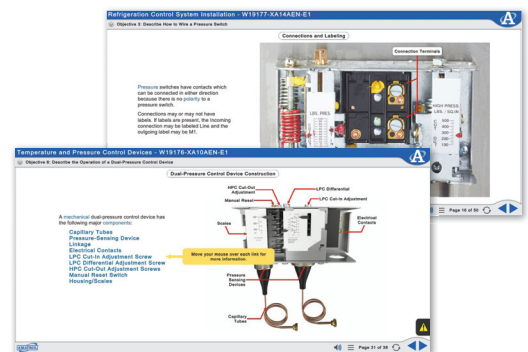 Refrigeration Control System Installation - W19177-XA14AEN-E1
Objective 5: Describe How to Wire a Pressure Switch
Connections and Labeling
Connection Terminals
Pressure switches have contacts which
can be connected in either direction
because there is no polarity to a
pressure switch.
Connections may or may not have
labels. If labels are present, the incoming
connection may be labeled Line and the
outgoing label may be M1.
LBS. PRES.
HIGH PRESS.
LBS / SQ.IN
Page 16 of 50
Temperature and Pressure Control Devices - W19176-XA10AEN-E1
Objective 6: Describe the Operation of a Dual-Pressure Control Device
Dual-Pressure Control Device Construction
A mechanical dual-pressure control device has
the following major components:
Capillary Tubes
Pressure-Sensing Device
Linkage
Electrical Contacts
LPC Cut-In Adjustment Screw
LPC Differential Adjustment Screw
HPC Cut-Out Adjustment Screws
Manual Reset Switch
Housing/Scales
Move your mouse over each link for
more information.
HPC Cut-Out
Adjustment
Manual Reset
Scales
LPC Differential
LPC Cut-In Adjustment
Electrical
Contacts
Pressure
Sensing
Devices
Capillary
Tubes
AMATROL
Page 31 of 38